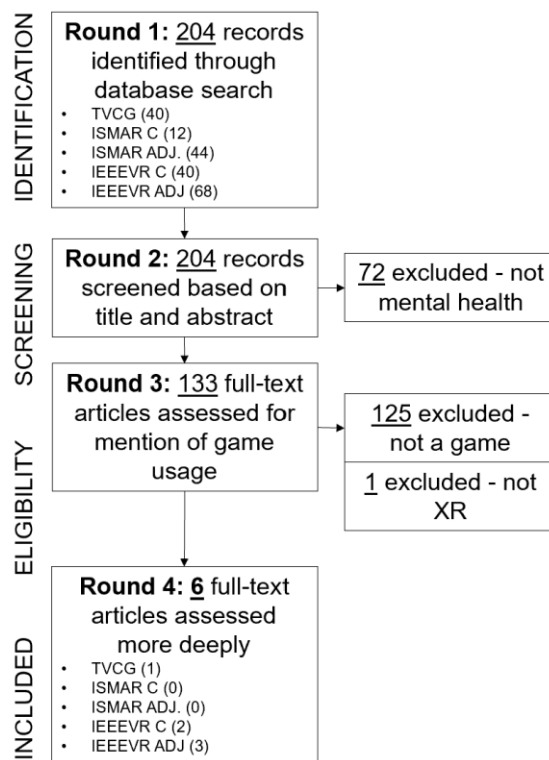 IDENTIFICATION
Round 1: 204 records
identified through
database search
• TVCG (40)
• ISMAR C (12)
• ISMAR ADJ. (44)
• IEEEVR C (40)
• IEEEVR ADJ (68)
SCREENING
Round 2: 204 records
screened based on
title and abstract
72 excluded - not
mental health
ELIGIBILITY
Round 3: 133 full-text
articles assessed for
mention of game
usage
125 excluded -
not a game
1 excluded - not
XR
INCLUDED
Round 4: 6 full-text
articles assessed
more deeply
• TVCG (1)
• ISMAR C (0)
• ISMAR ADJ. (0)
• IEEEVR C (2)
• IEEEVR ADJ (3)